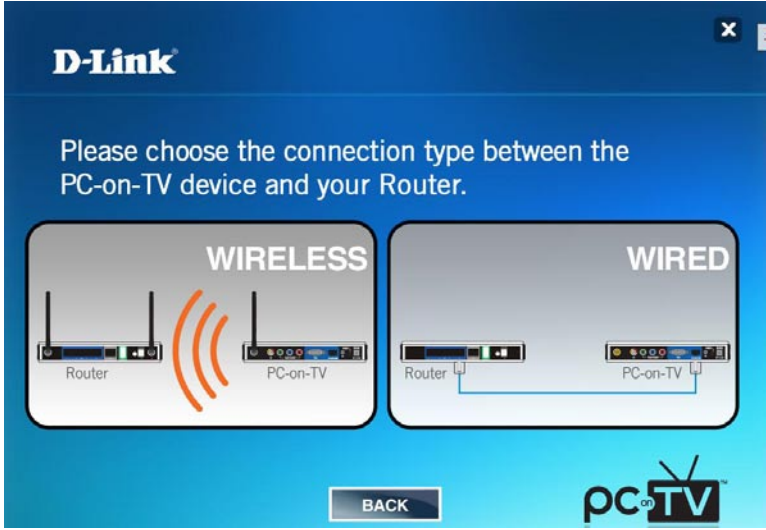 D-Link
Please choose the connection type between the
PC-on-TV device and your Router.
WIRELESS
Router
PC-on-TV
WIRED
Router
PC-on-TV
BACK
pc on TV™